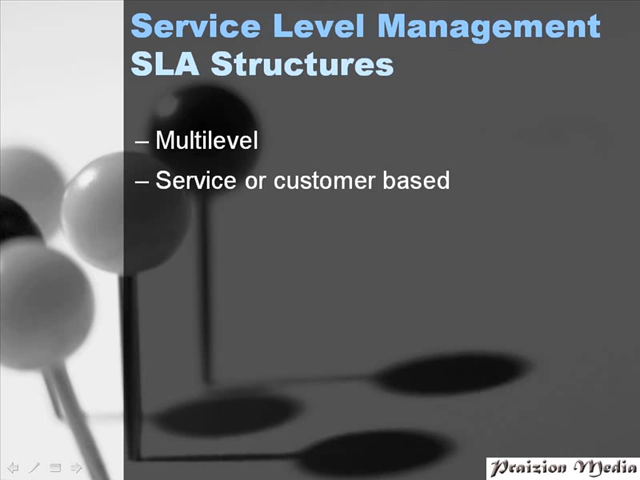 Service Level Management
SLA Structures
– Multilevel
– Service or customer based
Praizion Media